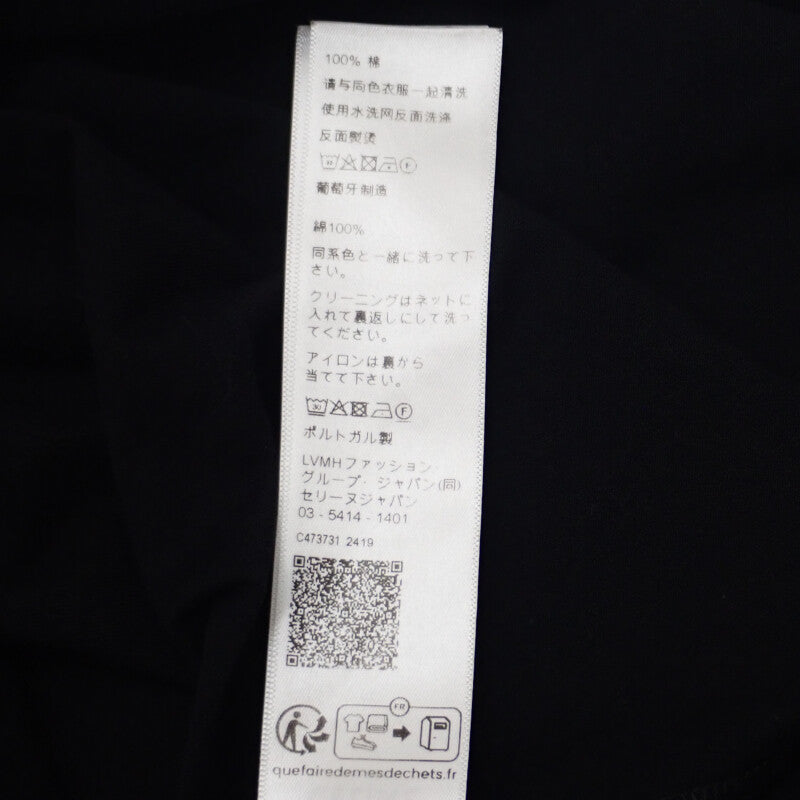 100% 棉
请与同色衣服一起清洗
使用水洗网反面洗涤
反面熨烫
葡萄牙制造
綿100%
同系色と一緒に洗って下
さい。
クリーニングはネットに
入れて裏返しにして洗っ
てください。
アイロンは裏から
当てて下さい。
30
F
ポルトガル製
LVMHファッション
グループ・ジャパン(同)
セリーヌジャパン
03 - 5414 - 1401
C473731 2419
FR
quefairedemesdechets.fr